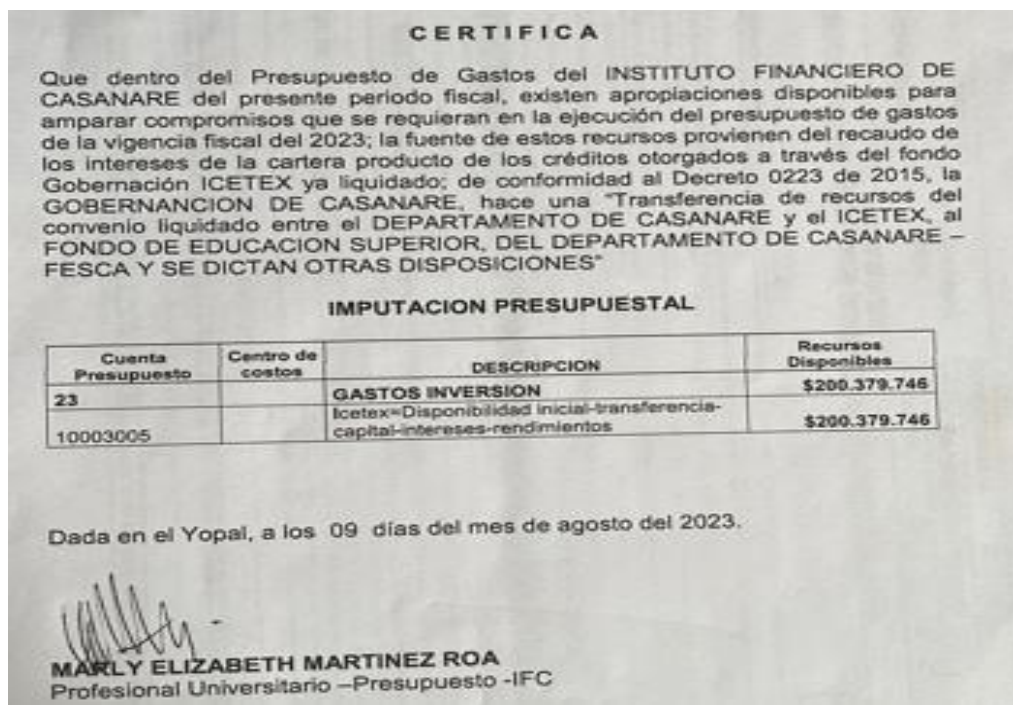 CERTIFICA
Que dentro del Presupuesto de Gastos del INSTITUTO FINANCIERO DE
CASANARE del presente periodo fiscal, existen apropiaciones disponibles para
amparar compromisos que se requieran en la ejecución del presupuesto de gastos
de la vigencia fiscal del 2023; la fuente de estos recursos provienen del recaudo de
los intereses de la cartera producto de los créditos otorgados a través del fondo
Gobernación ICETEX ya liquidado; de conformidad al Decreto 0223 de 2015, la
GOBERNANCION DE CASANARE, hace una "Transferencia de recursos del
convenio liquidado entre el DEPARTAMENTO DE CASANARE y el ICETEX, al
FONDO DE EDUCACION SUPERIOR, DEL DEPARTAMENTO DE CASANARE –
FESCA Y SE DICTAN OTRAS DISPOSICIONES"
IMPUTACION PRESUPUESTAL
Cuenta Presupuesto Centro de costos DESCRIPCION Recursos Disponibles
23 GASTOS INVERSION $200.379.746
10003005 Icetex=Disponibilidad inicial-transferencia-
capital-intereses-rendimientos $200.379.746
Dada en el Yopal, a los 09 días del mes de agosto del 2023.
MARLY ELIZABETH MARTINEZ ROA
Profesional Universitario –Presupuesto -IFC